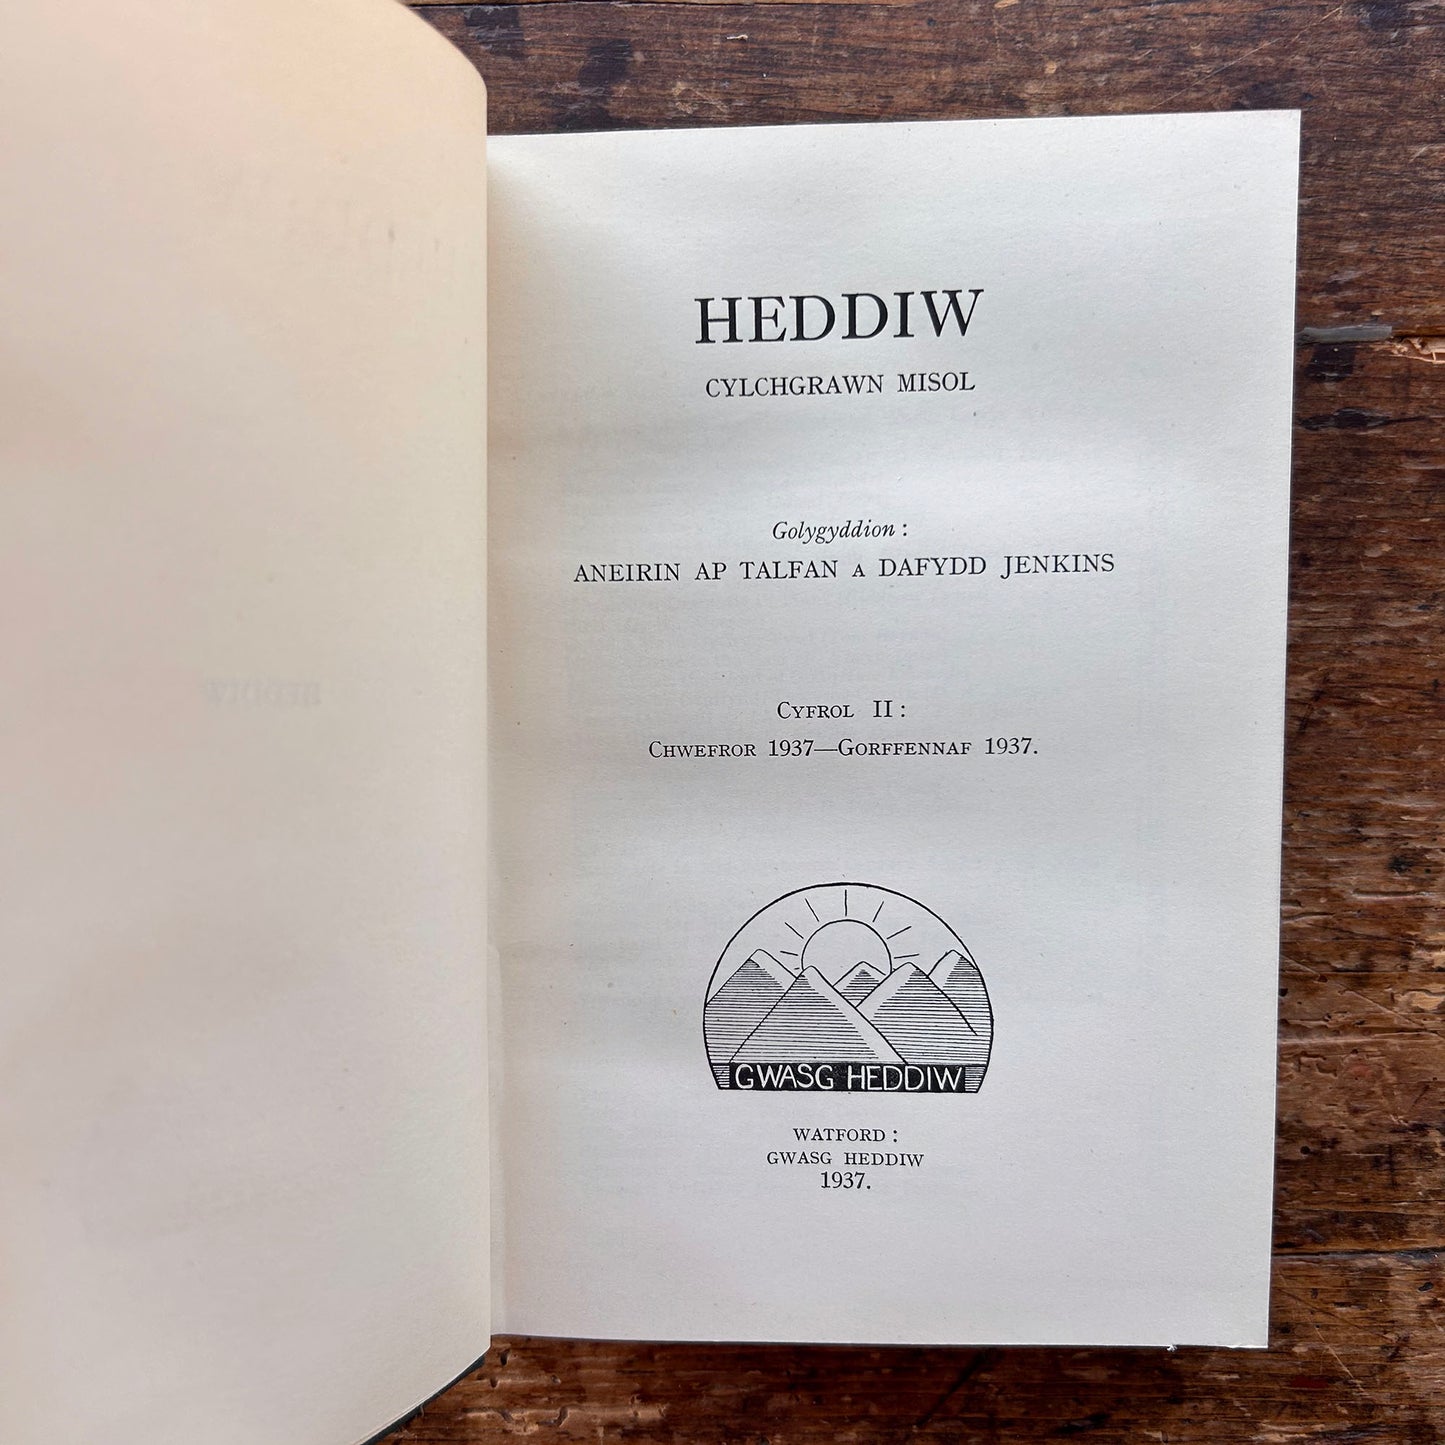 HEDDIW
CYLCHGRAWN MISOL
Golygyddion :
ANEIRIN AP TALFAN A DAFYDD JENKINS
CYFROL II :
CHWEFROR 1937—GORFFENNAF 1937.
GWASG HEDDIW
WATFORD :
GWASG HEDDIW
1937.